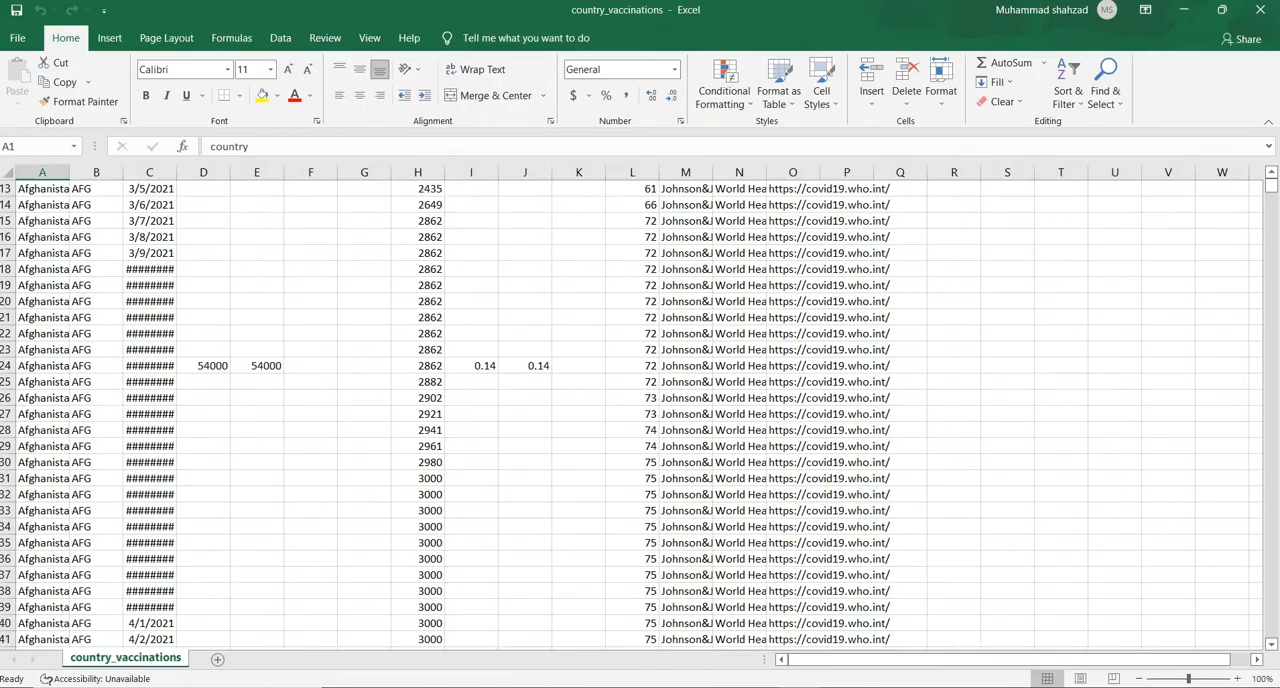 country_vaccinations - Excel
Muhammad shahzad MS
File Home Insert Page Layout Formulas Data Review View Help Tell me what you want to do Share
Paste Cut Copy Format Painter Clipboard
Calibri 11 A A B I U A Font
Wrap Text Merge & Center Alignment
General $ % , Number
Conditional Formatting Format as Table Cell Styles Styles
Insert Delete Format Cells
AutoSum Fill Clear Sort & Filter Find & Select Editing
A1 fx country
A B C D E F G H I J K L M N O P Q R S T U V W
13 Afghanista AFG 3/5/2021 2435 61 Johnson&J World Hea https://covid19.who.int/
14 Afghanista AFG 3/6/2021 2649 66 Johnson&J World Hea https://covid19.who.int/
15 Afghanista AFG 3/7/2021 2862 72 Johnson&J World Hea https://covid19.who.int/
16 Afghanista AFG 3/8/2021 2862 72 Johnson&J World Hea https://covid19.who.int/
17 Afghanista AFG 3/9/2021 2862 72 Johnson&J World Hea https://covid19.who.int/
18 Afghanista AFG ######## 2862 72 Johnson&J World Hea https://covid19.who.int/
19 Afghanista AFG ######## 2862 72 Johnson&J World Hea https://covid19.who.int/
20 Afghanista AFG ######## 2862 72 Johnson&J World Hea https://covid19.who.int/
21 Afghanista AFG ######## 2862 72 Johnson&J World Hea https://covid19.who.int/
22 Afghanista AFG ######## 2862 72 Johnson&J World Hea https://covid19.who.int/
23 Afghanista AFG ######## 2862 72 Johnson&J World Hea https://covid19.who.int/
24 Afghanista AFG ######## 54000 54000 2862 0.14 0.14 72 Johnson&J World Hea https://covid19.who.int/
25 Afghanista AFG ######## 2882 72 Johnson&J World Hea https://covid19.who.int/
26 Afghanista AFG ######## 2902 73 Johnson&J World Hea https://covid19.who.int/
27 Afghanista AFG ######## 2921 73 Johnson&J World Hea https://covid19.who.int/
28 Afghanista AFG ######## 2941 74 Johnson&J World Hea https://covid19.who.int/
29 Afghanista AFG ######## 2961 74 Johnson&J World Hea https://covid19.who.int/
30 Afghanista AFG ######## 2980 75 Johnson&J World Hea https://covid19.who.int/
31 Afghanista AFG ######## 3000 75 Johnson&J World Hea https://covid19.who.int/
32 Afghanista AFG ######## 3000 75 Johnson&J World Hea https://covid19.who.int/
33 Afghanista AFG ######## 3000 75 Johnson&J World Hea https://covid19.who.int/
34 Afghanista AFG ######## 3000 75 Johnson&J World Hea https://covid19.who.int/
35 Afghanista AFG ######## 3000 75 Johnson&J World Hea https://covid19.who.int/
36 Afghanista AFG ######## 3000 75 Johnson&J World Hea https://covid19.who.int/
37 Afghanista AFG ######## 3000 75 Johnson&J World Hea https://covid19.who.int/
38 Afghanista AFG ######## 3000 75 Johnson&J World Hea https://covid19.who.int/
39 Afghanista AFG ######## 3000 75 Johnson&J World Hea https://covid19.who.int/
40 Afghanista AFG 4/1/2021 3000 75 Johnson&J World Hea https://covid19.who.int/
41 Afghanista AFG 4/2/2021 3000 75 Johnson&J World Hea https://covid19.who.int/
country_vaccinations
Ready Accessibility: Unavailable 100%